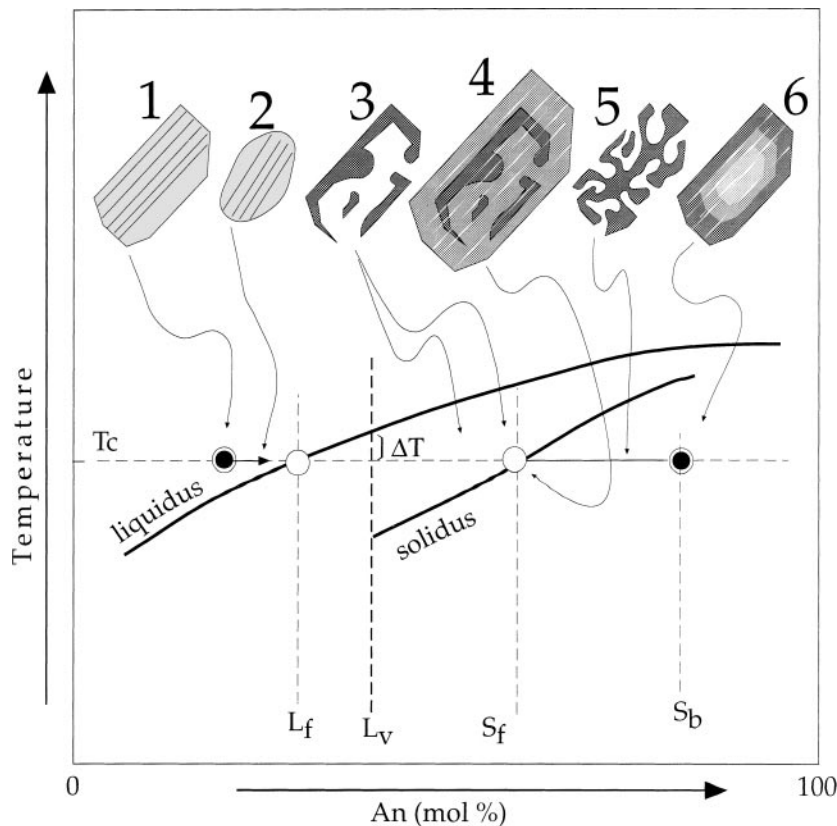 1 2 3 4 5 6
Temperature
Tc
ΔT
liquidus
solidus
Lf Lv Sf Sb
0 100
An (mol %)